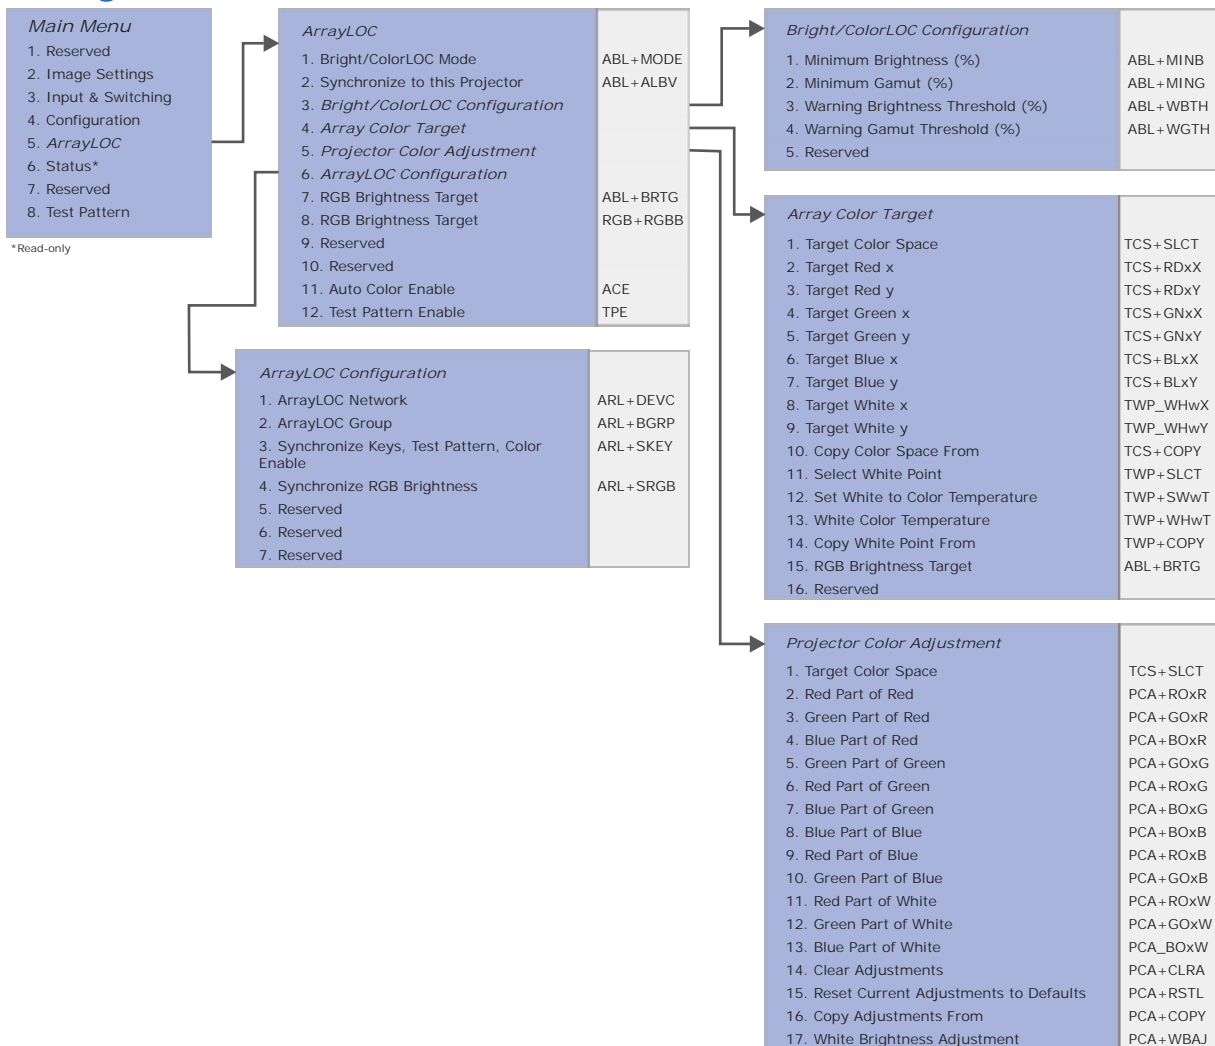 Main Menu
1. Reserved
2. Image Settings
3. Input & Switching
4. Configuration
5. ArrayLOC
6. Status*
7. Reserved
8. Test Pattern
*Read-only
ArrayLOC
1. Bright/ColorLOC Mode ABL+MODE
2. Synchronize to this Projector ABL+ALBV
3. Bright/ColorLOC Configuration
4. Array Color Target
5. Projector Color Adjustment
6. ArrayLOC Configuration
7. RGB Brightness Target ABL+BRTG
8. RGB Brightness Target RGB+RGBB
9. Reserved
10. Reserved
11. Auto Color Enable ACE
12. Test Pattern Enable TPE
ArrayLOC Configuration
1. ArrayLOC Network ARL+DEVC
2. ArrayLOC Group ARL+BGRP
3. Synchronize Keys, Test Pattern, Color ARL+SKEY
Enable
4. Synchronize RGB Brightness ARL+SRGB
5. Reserved
6. Reserved
7. Reserved
Bright/ColorLOC Configuration
1. Minimum Brightness (%) ABL+MINB
2. Minimum Gamut (%) ABL+MING
3. Warning Brightness Threshold (%) ABL+WBTH
4. Warning Gamut Threshold (%) ABL+WGTH
5. Reserved
Array Color Target
1. Target Color Space TCS+SLCT
2. Target Red x TCS+RDxX
3. Target Red y TCS+RDxY
4. Target Green x TCS+GNxX
5. Target Green y TCS+GNxY
6. Target Blue x TCS+BLxX
7. Target Blue y TCS+BLxY
8. Target White x TWP_WHwX
9. Target White y TWP_WHwY
10. Copy Color Space From TCS+COPY
11. Select White Point TWP+SLCT
12. Set White to Color Temperature TWP+SWwT
13. White Color Temperature TWP+WHwT
14. Copy White Point From TWP+COPY
15. RGB Brightness Target ABL+BRTG
16. Reserved
Projector Color Adjustment
1. Target Color Space TCS+SLCT
2. Red Part of Red PCA+ROxR
3. Green Part of Red PCA+GOxR
4. Blue Part of Red PCA+BOxR
5. Green Part of Green PCA+GOxG
6. Red Part of Green PCA+ROxG
7. Blue Part of Green PCA+BOxG
8. Blue Part of Blue PCA+BOxB
9. Red Part of Blue PCA+ROxB
10. Green Part of Blue PCA+GOxB
11. Red Part of White PCA+ROxW
12. Green Part of White PCA+GOxW
13. Blue Part of White PCA_BOxW
14. Clear Adjustments PCA+CLRA
15. Reset Current Adjustments to Defaults PCA+RSTL
16. Copy Adjustments From PCA+COPY
17. White Brightness Adjustment PCA+WBAJ